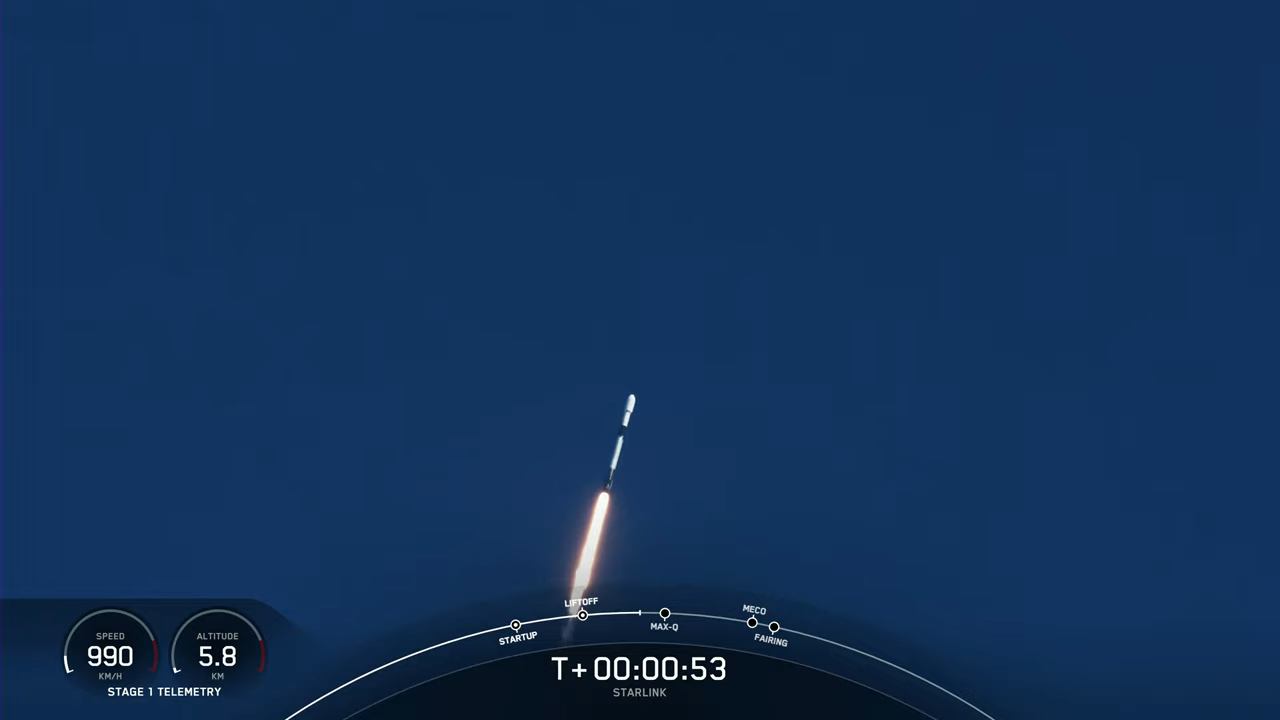 LIFTOFF
MECO
STARTUP
MAX-Q
FAIRING
SPEED
990
KM/H
ALTITUDE
5.8
KM
STAGE 1 TELEMETRY
T+00:00:53
STARLINK